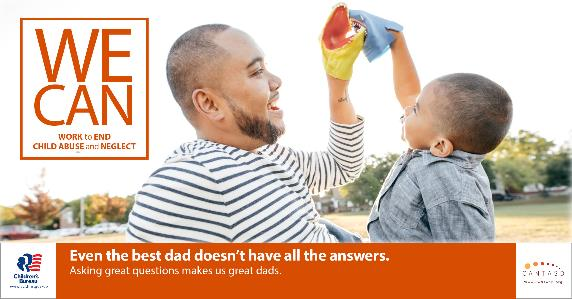 WE
CAN
WORK to END
CHILD ABUSE and NEGLECT
Even the best dad doesn't have all the answers.
Asking great questions makes us great dads.
Children's
Bureau
CANTASD